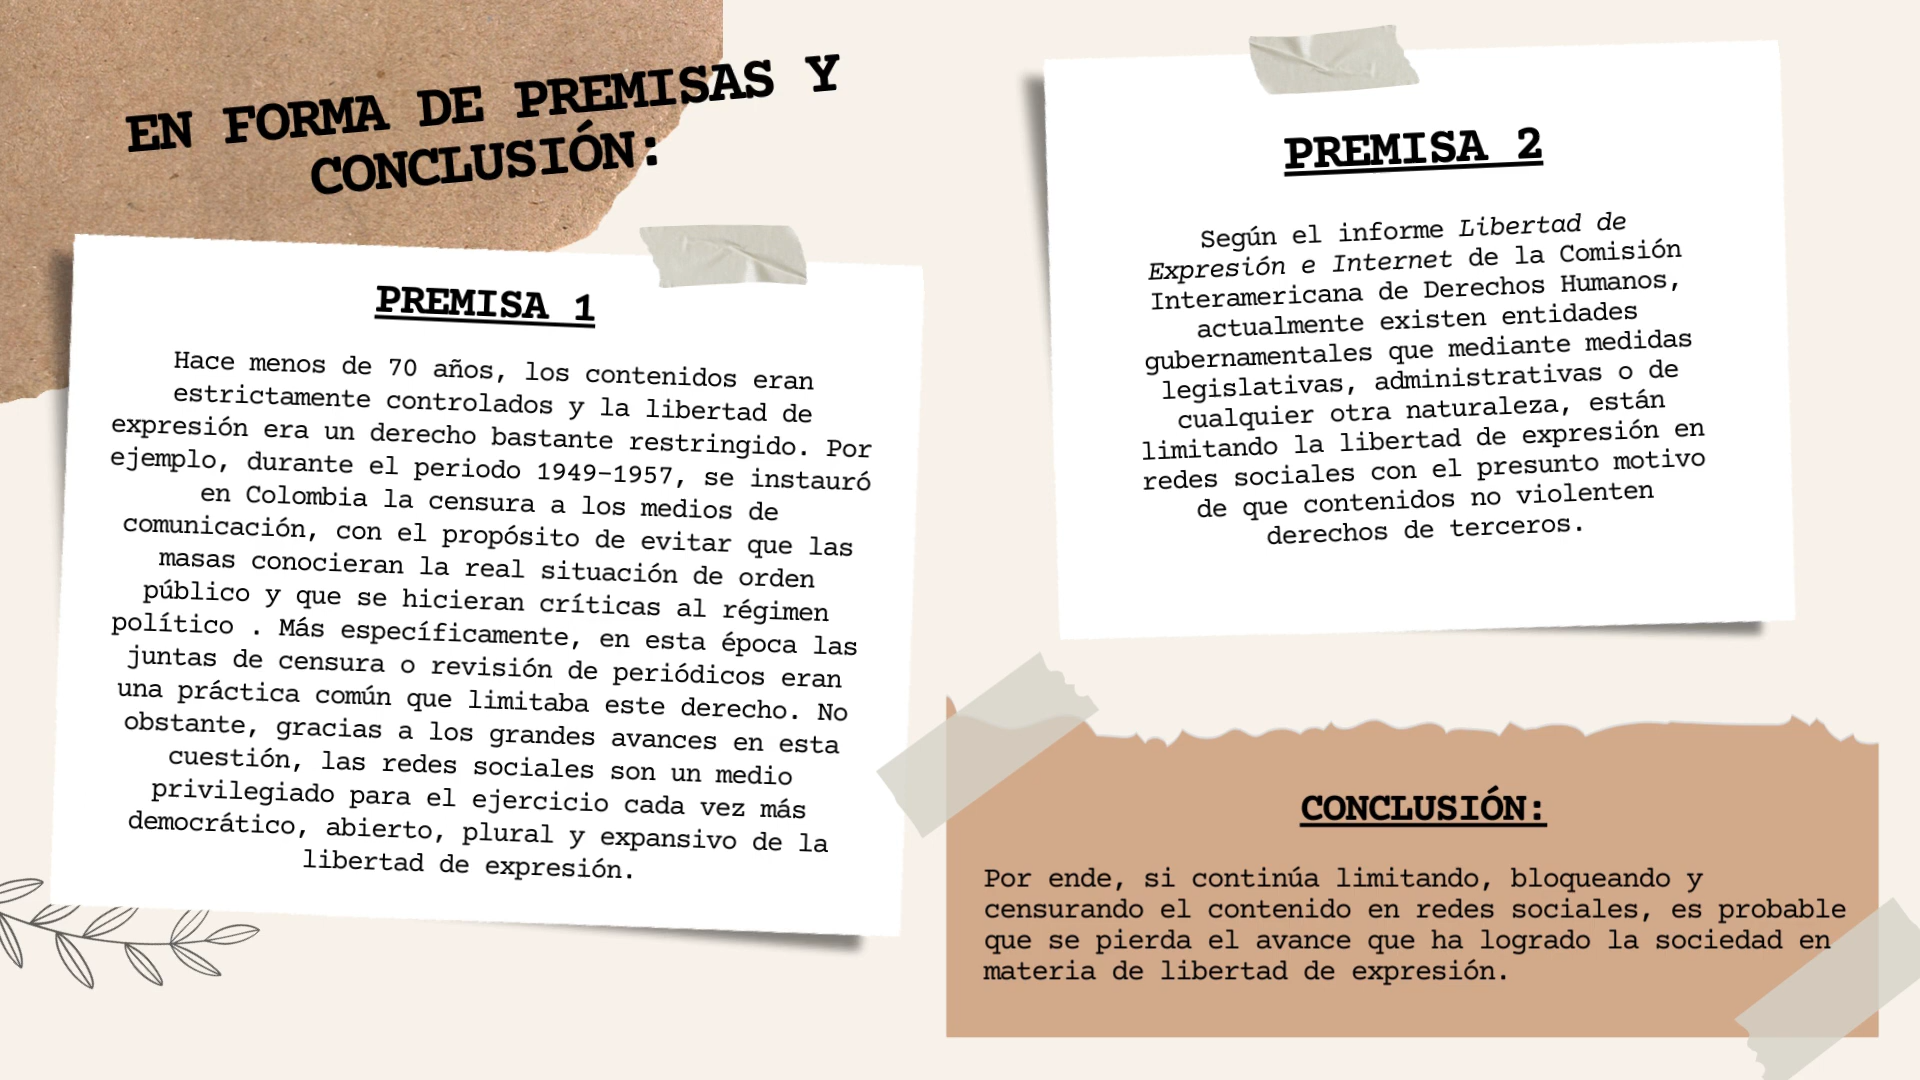 EN FORMA DE PREMISAS Y
CONCLUSIÓN:
PREMISA 1
Hace menos de 70 años, los contenidos eran
estrictamente controlados y la libertad de
expresión era un derecho bastante restringido. Por
ejemplo, durante el periodo 1949-1957, se instauró
en Colombia la censura a los medios de
comunicación, con el propósito de evitar que las
masas conocieran la real situación de orden
público y que se hicieran críticas al régimen
político . Más específicamente, en esta época las
juntas de censura o revisión de periódicos eran
una práctica común que limitaba este derecho. No
obstante, gracias a los grandes avances en esta
cuestión, las redes sociales son un medio
privilegiado para el ejercicio cada vez más
democrático, abierto, plural y expansivo de la
libertad de expresión.
PREMISA 2
Según el informe Libertad de
Expresión e Internet de la Comisión
Interamericana de Derechos Humanos,
actualmente existen entidades
gubernamentales que mediante medidas
legislativas, administrativas o de
cualquier otra naturaleza, están
limitando la libertad de expresión en
redes sociales con el presunto motivo
de que contenidos no violenten
derechos de terceros.
CONCLUSIÓN:
Por ende, si continúa limitando, bloqueando y
censurando el contenido en redes sociales, es probable
que se pierda el avance que ha logrado la sociedad en
materia de libertad de expresión.